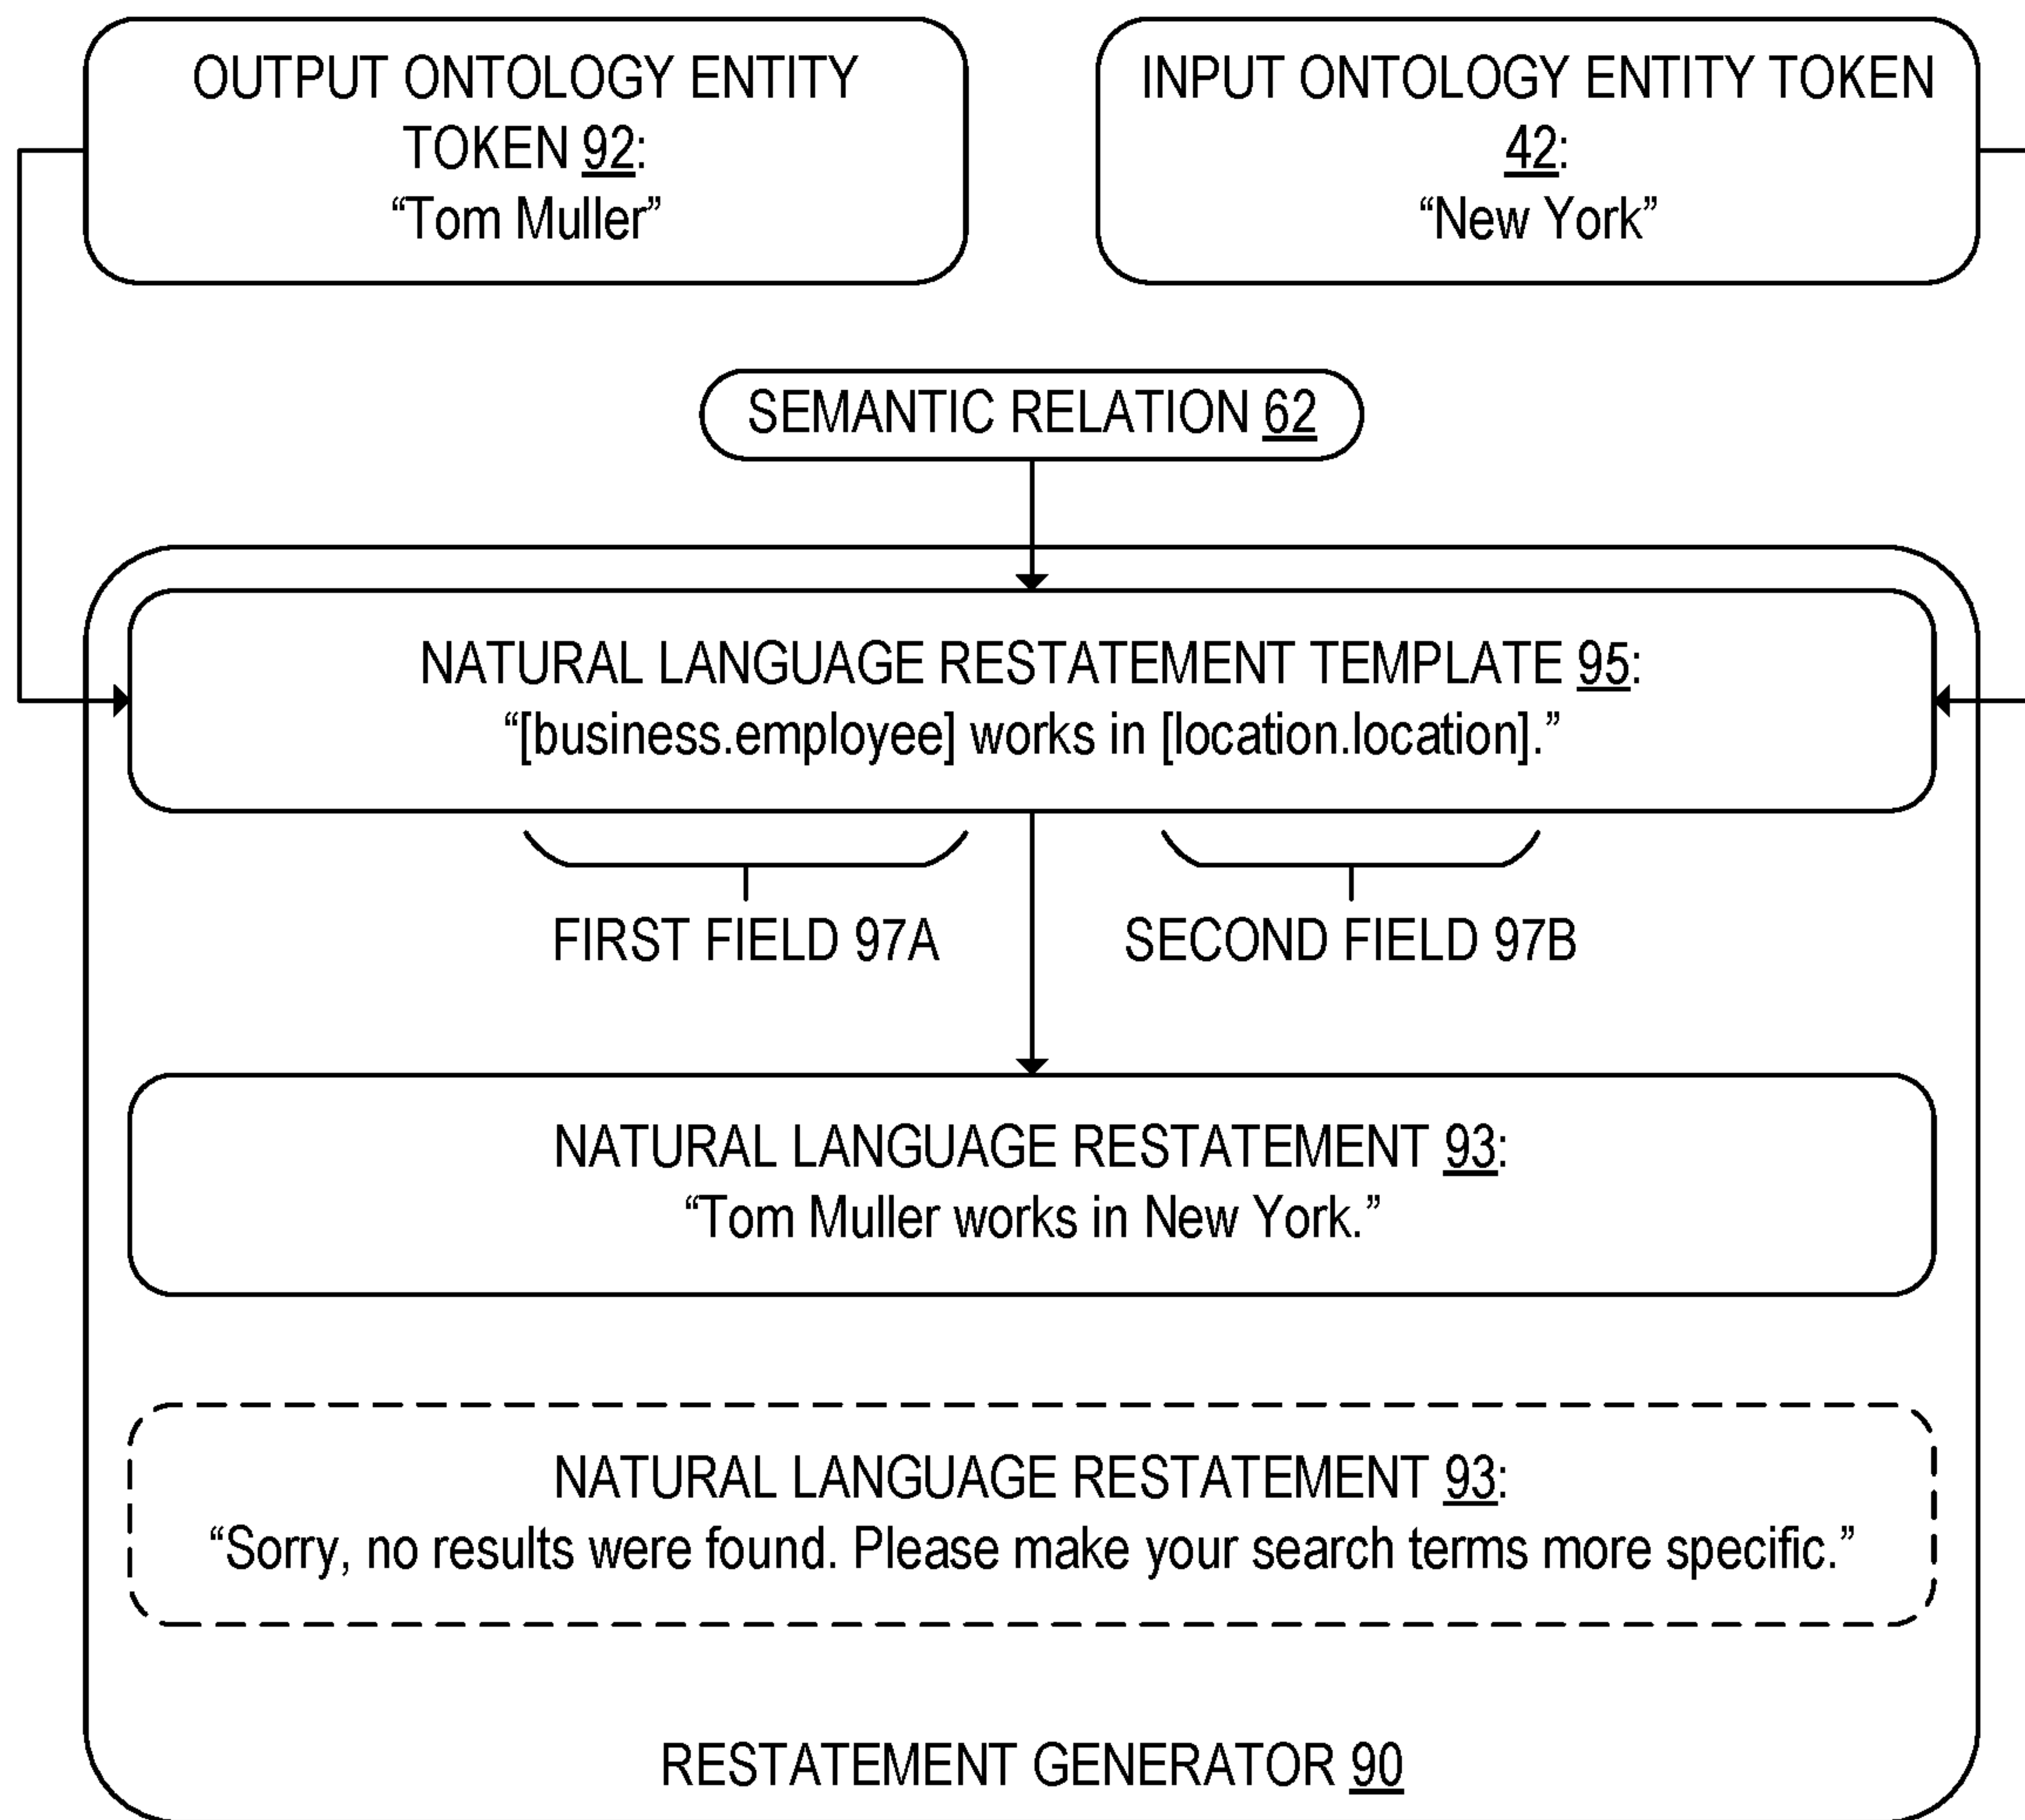 OUTPUT ONTOLOGY ENTITY
TOKEN 92:
“Tom Muller”
INPUT ONTOLOGY ENTITY TOKEN
42:
“New York”
SEMANTIC RELATION 62
NATURAL LANGUAGE RESTATEMENT TEMPLATE 95:
“[business.employee] works in [location.location].”
FIRST FIELD 97A
SECOND FIELD 97B
NATURAL LANGUAGE RESTATEMENT 93:
“Tom Muller works in New York.”
NATURAL LANGUAGE RESTATEMENT 93:
“Sorry, no results were found. Please make your search terms more specific.”
RESTATEMENT GENERATOR 90